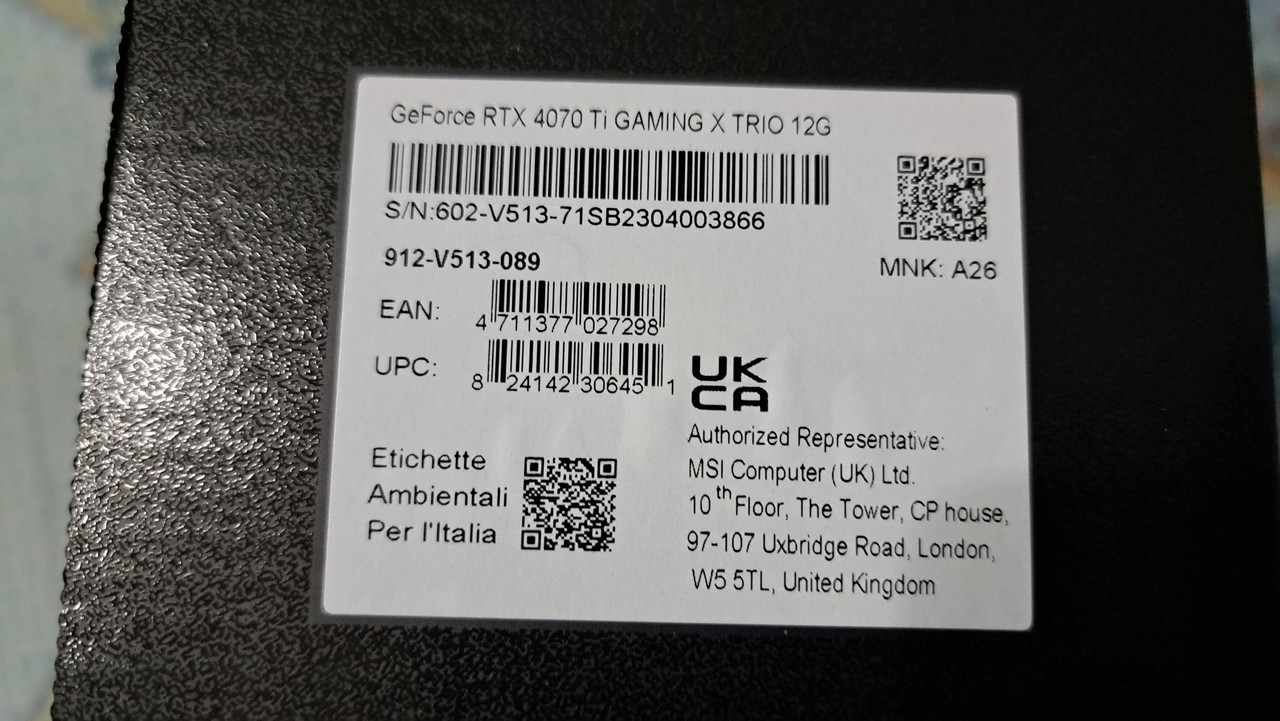 GeForce RTX 4070 Ti GAMING X TRIO 12G
S/N:602-V513-71SB2304003866
912-V513-089
MNK: A26
EAN:
4 711377 027298
UPC:
8 24142 30645 1
UK
CA
Authorized Representative:
MSI Computer (UK) Ltd.
10th Floor, The Tower, CP house,
97-107 Uxbridge Road, London,
W5 5TL, United Kingdom
Etichette
Ambientali
Per l'Italia